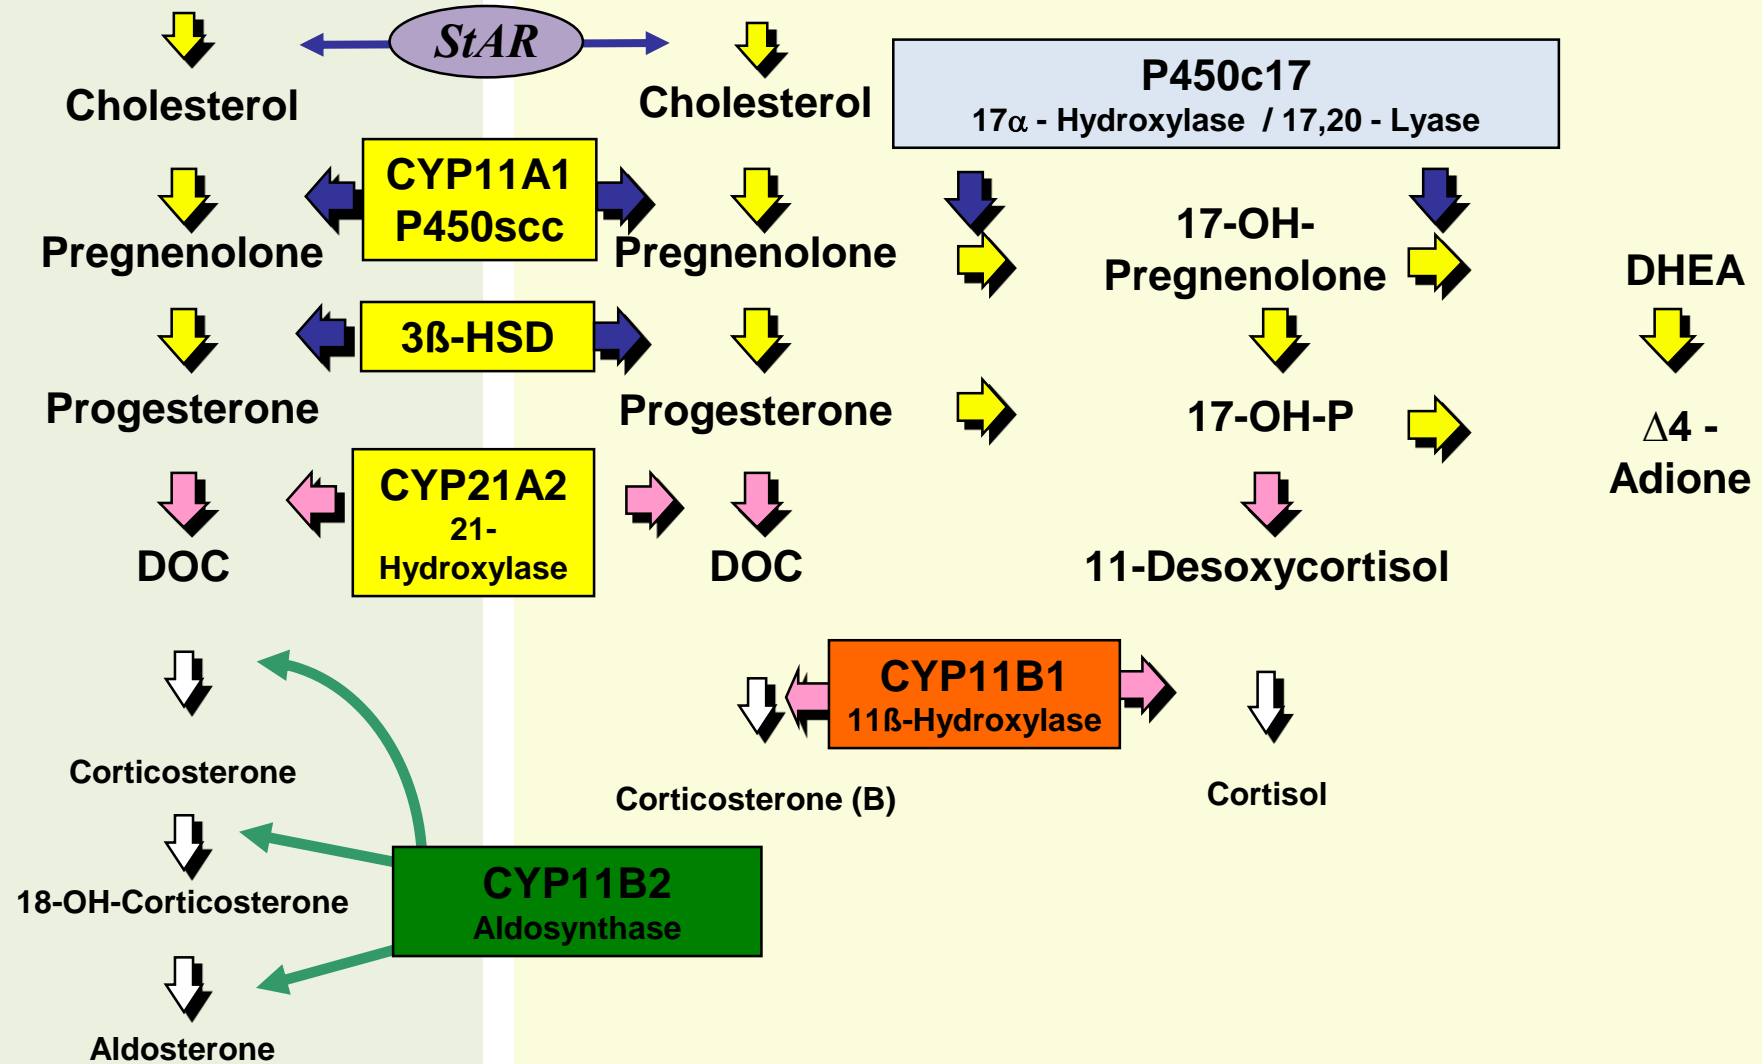 StAR
Cholesterol
Cholesterol
P450c17
17α - Hydroxylase / 17,20 - Lyase
CYP11A1
P450scc
Pregnenolone
Pregnenolone
17-OH-
Pregnenolone
DHEA
3ß-HSD
Progesterone
Progesterone
17-OH-P
Δ4 -
Adione
CYP21A2
21-
Hydroxylase
DOC
DOC
11-Desoxycortisol
CYP11B1
11ß-Hydroxylase
Corticosterone
Corticosterone (B)
Cortisol
18-OH-Corticosterone
CYP11B2
Aldosynthase
Aldosterone